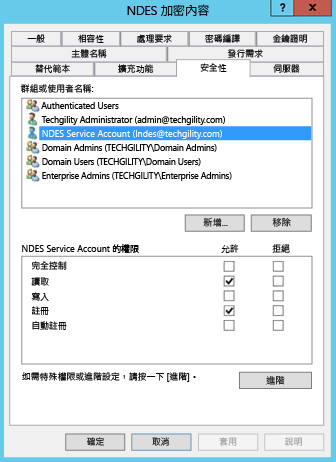 NDES 加密內容
?
一般 相容性 處理要求 密碼編譯 金鑰證明
主體名稱 發行需求
替代範本 擴充功能 安全性 伺服器
群組或使用者名稱:
Authenticated Users
Techgility Administrator (admin@techgility.com)
NDES Service Account (Indes@techgility.com)
Domain Admins (TECHGILITY\Domain Admins)
Domain Users (TECHGILITY\Domain Users)
Enterprise Admins (TECHGILITY\Enterprise Admins)
新增... 移除
NDES Service Account 的權限 允許 拒絕
完全控制
讀取
寫入
註冊
自動註冊
如需特殊權限或進階設定，請按一下 [進階]。 進階
確定 取消 套用 說明